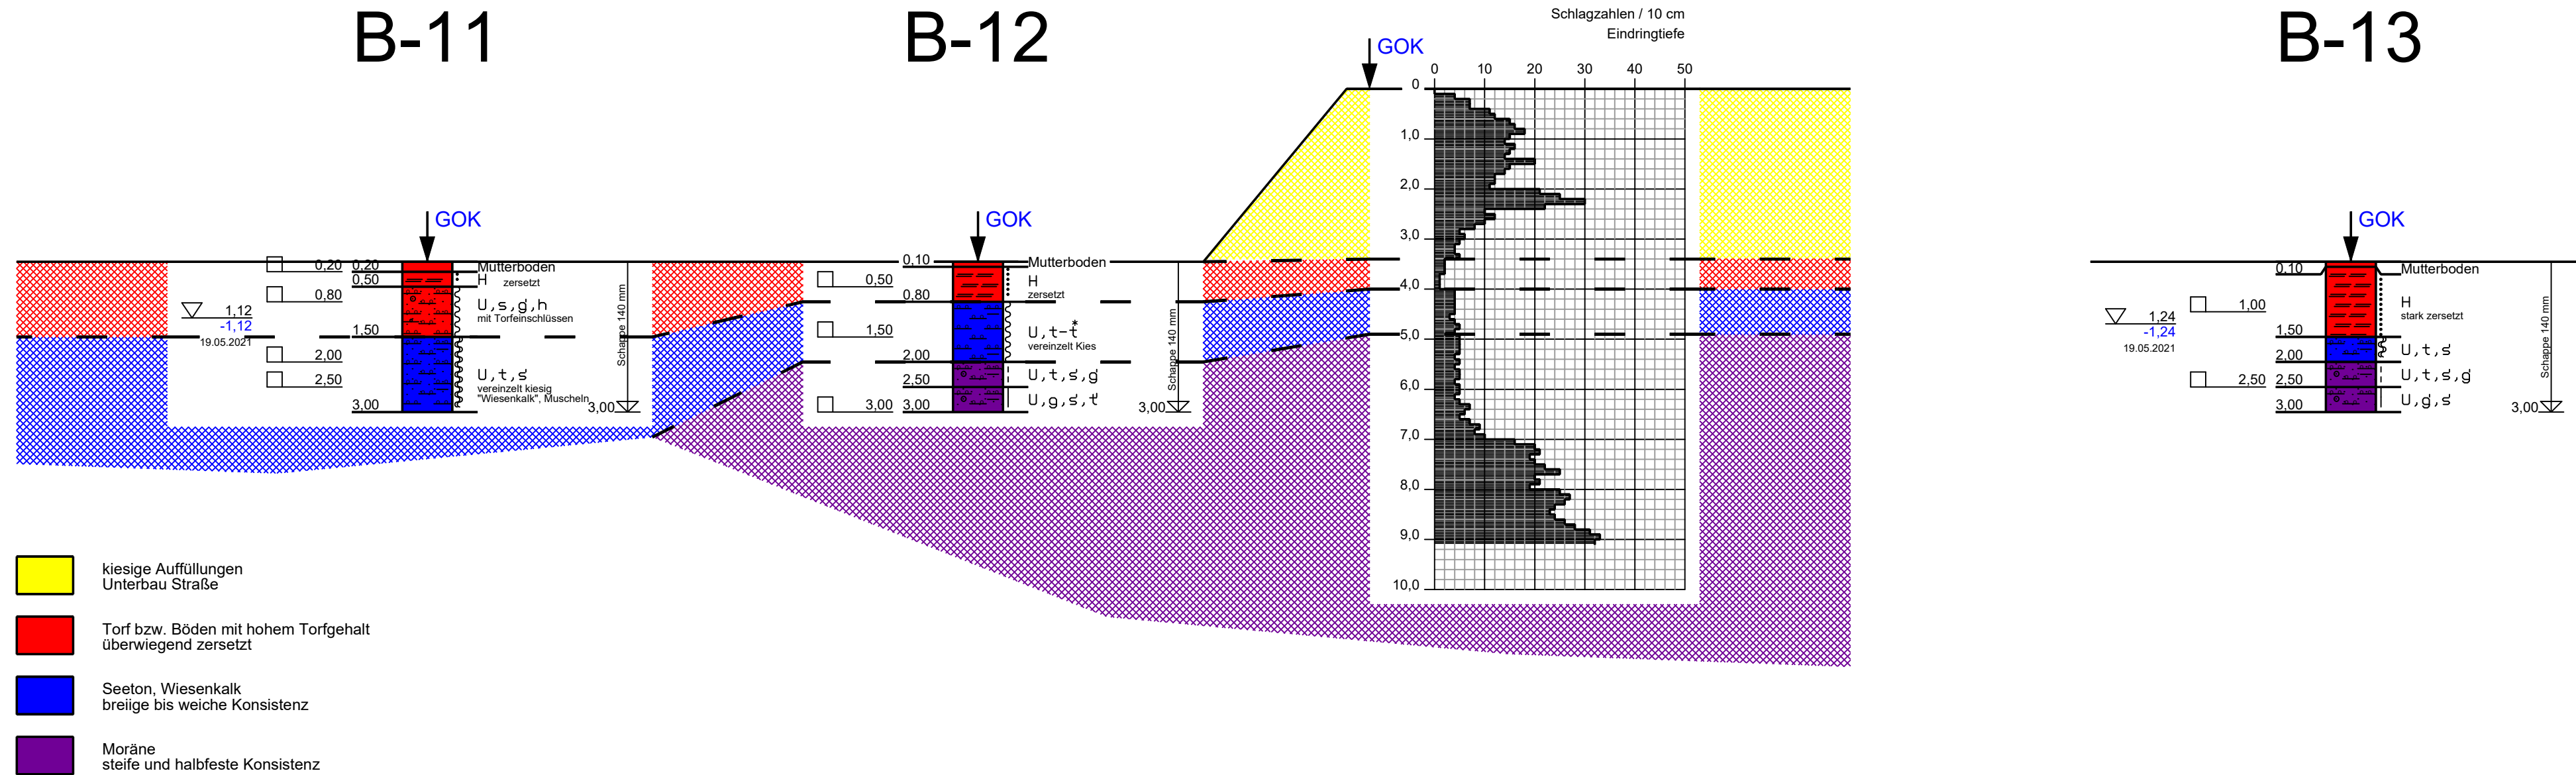 B-11
B-12
B-13
Schlagzahlen / 10 cm
Eindringtiefe
GOK
0 10 20 30 40 50
0
1,0
2,0
3,0
4,0
5,0
6,0
7,0
8,0
9,0
10,0
GOK
0,20 0,20 Mutterboden
0,50 H zersetzt
0,80 U,s,g,h
mit Torfeinschlüssen
1,12
-1,12
19.05.2021
1,50
2,00
2,50
U,t,s
vereinzelt kiesig
"Wiesenkalk", Muscheln
3,00
3,00
Schappe 140 mm
GOK
0,10 Mutterboden
0,50 H
zersetzt
0,80
1,50 U,t-t*
vereinzelt Kies
2,00
2,50 U,t,s,g
3,00 3,00 U,g,s,t
3,00
Schappe 140 mm
GOK
0,10 Mutterboden
1,00 H
stark zersetzt
1,24
-1,24
19.05.2021
1,50
2,00 U,t,s
2,50 2,50 U,t,s,g
3,00 U,g,s
3,00
Schappe 140 mm
kiesige Auffüllungen
Unterbau Straße
Torf bzw. Böden mit hohem Torfgehalt
überwiegend zersetzt
Seeton, Wiesenkalk
breiige bis weiche Konsistenz
Moräne
steife und halbfeste Konsistenz